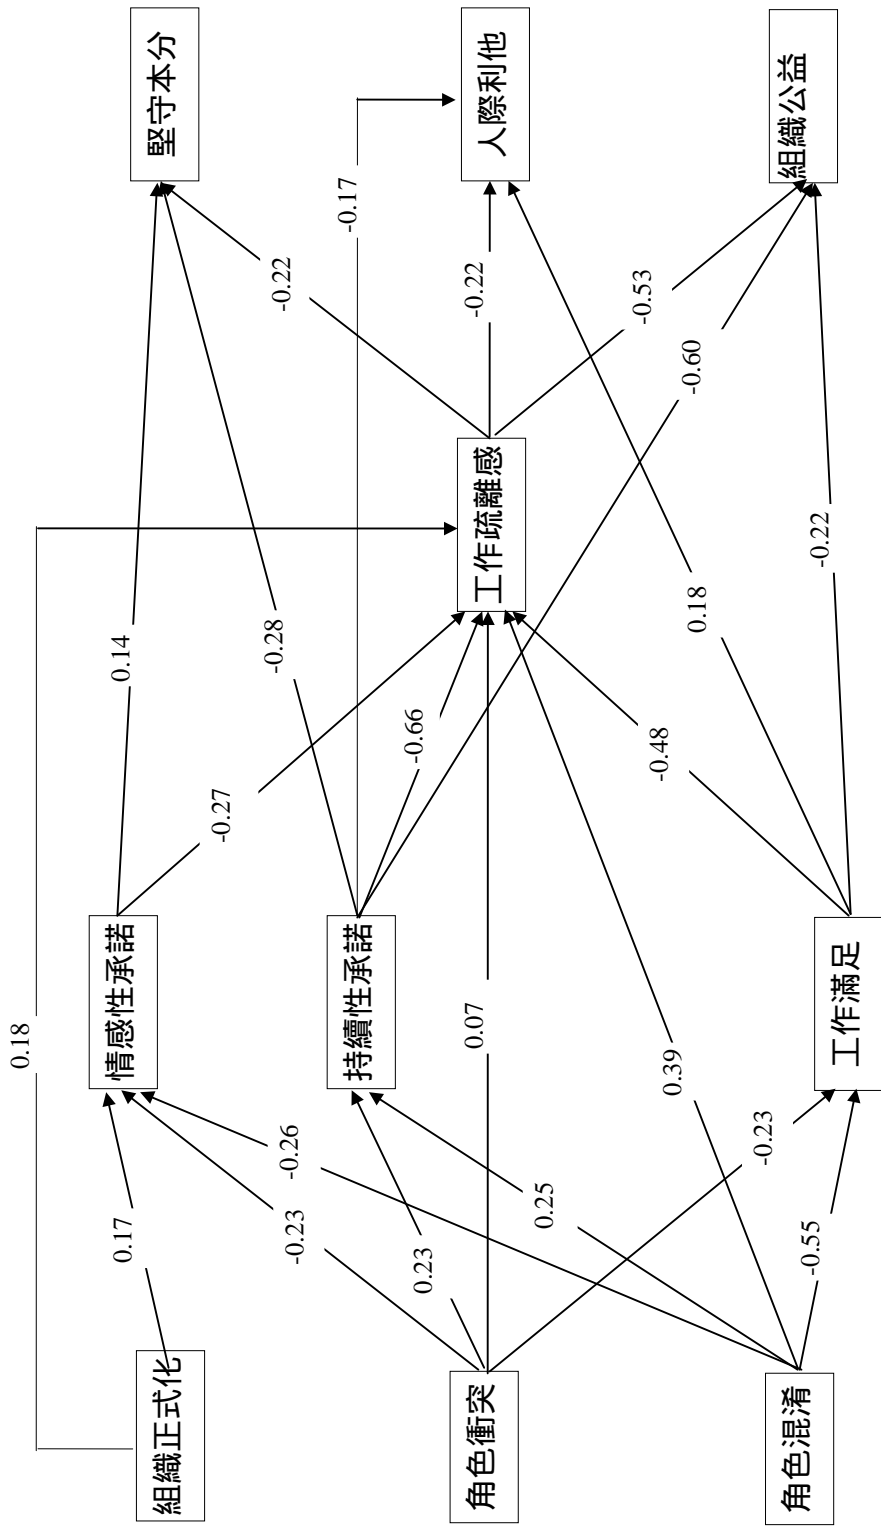 堅守本分
人際利他
組織公益
-0.17
-0.22
-0.22
-0.53
-0.60
工作疏離感
-0.22
0.14
-0.28
0.18
-0.66
-0.48
-0.27
情感性承諾
持續性承諾
工作滿足
0.18
0.07
0.39
-0.26
-0.23
0.25
0.17
-0.23
0.23
-0.55
組織正式化
角色衝突
角色混淆